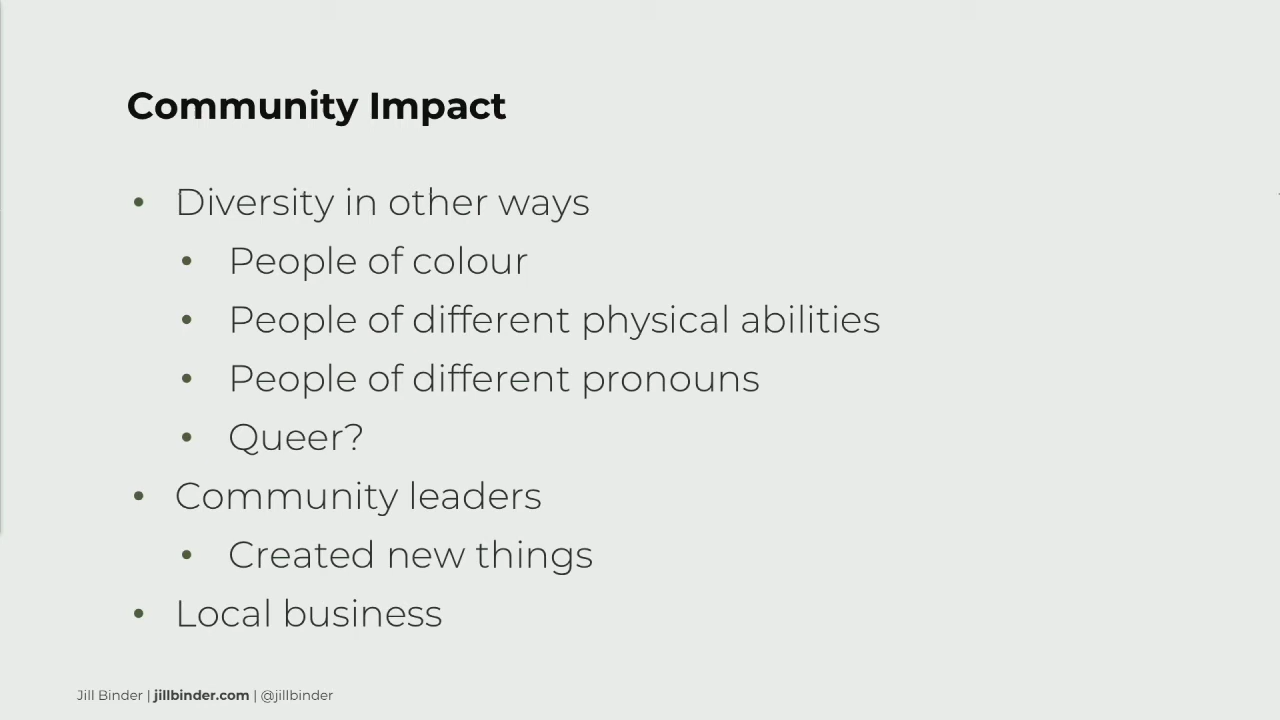 Community Impact
• Diversity in other ways
• People of colour
• People of different physical abilities
• People of different pronouns
• Queer?
• Community leaders
• Created new things
• Local business
Jill Binder | jillbinder.com | @jillbinder